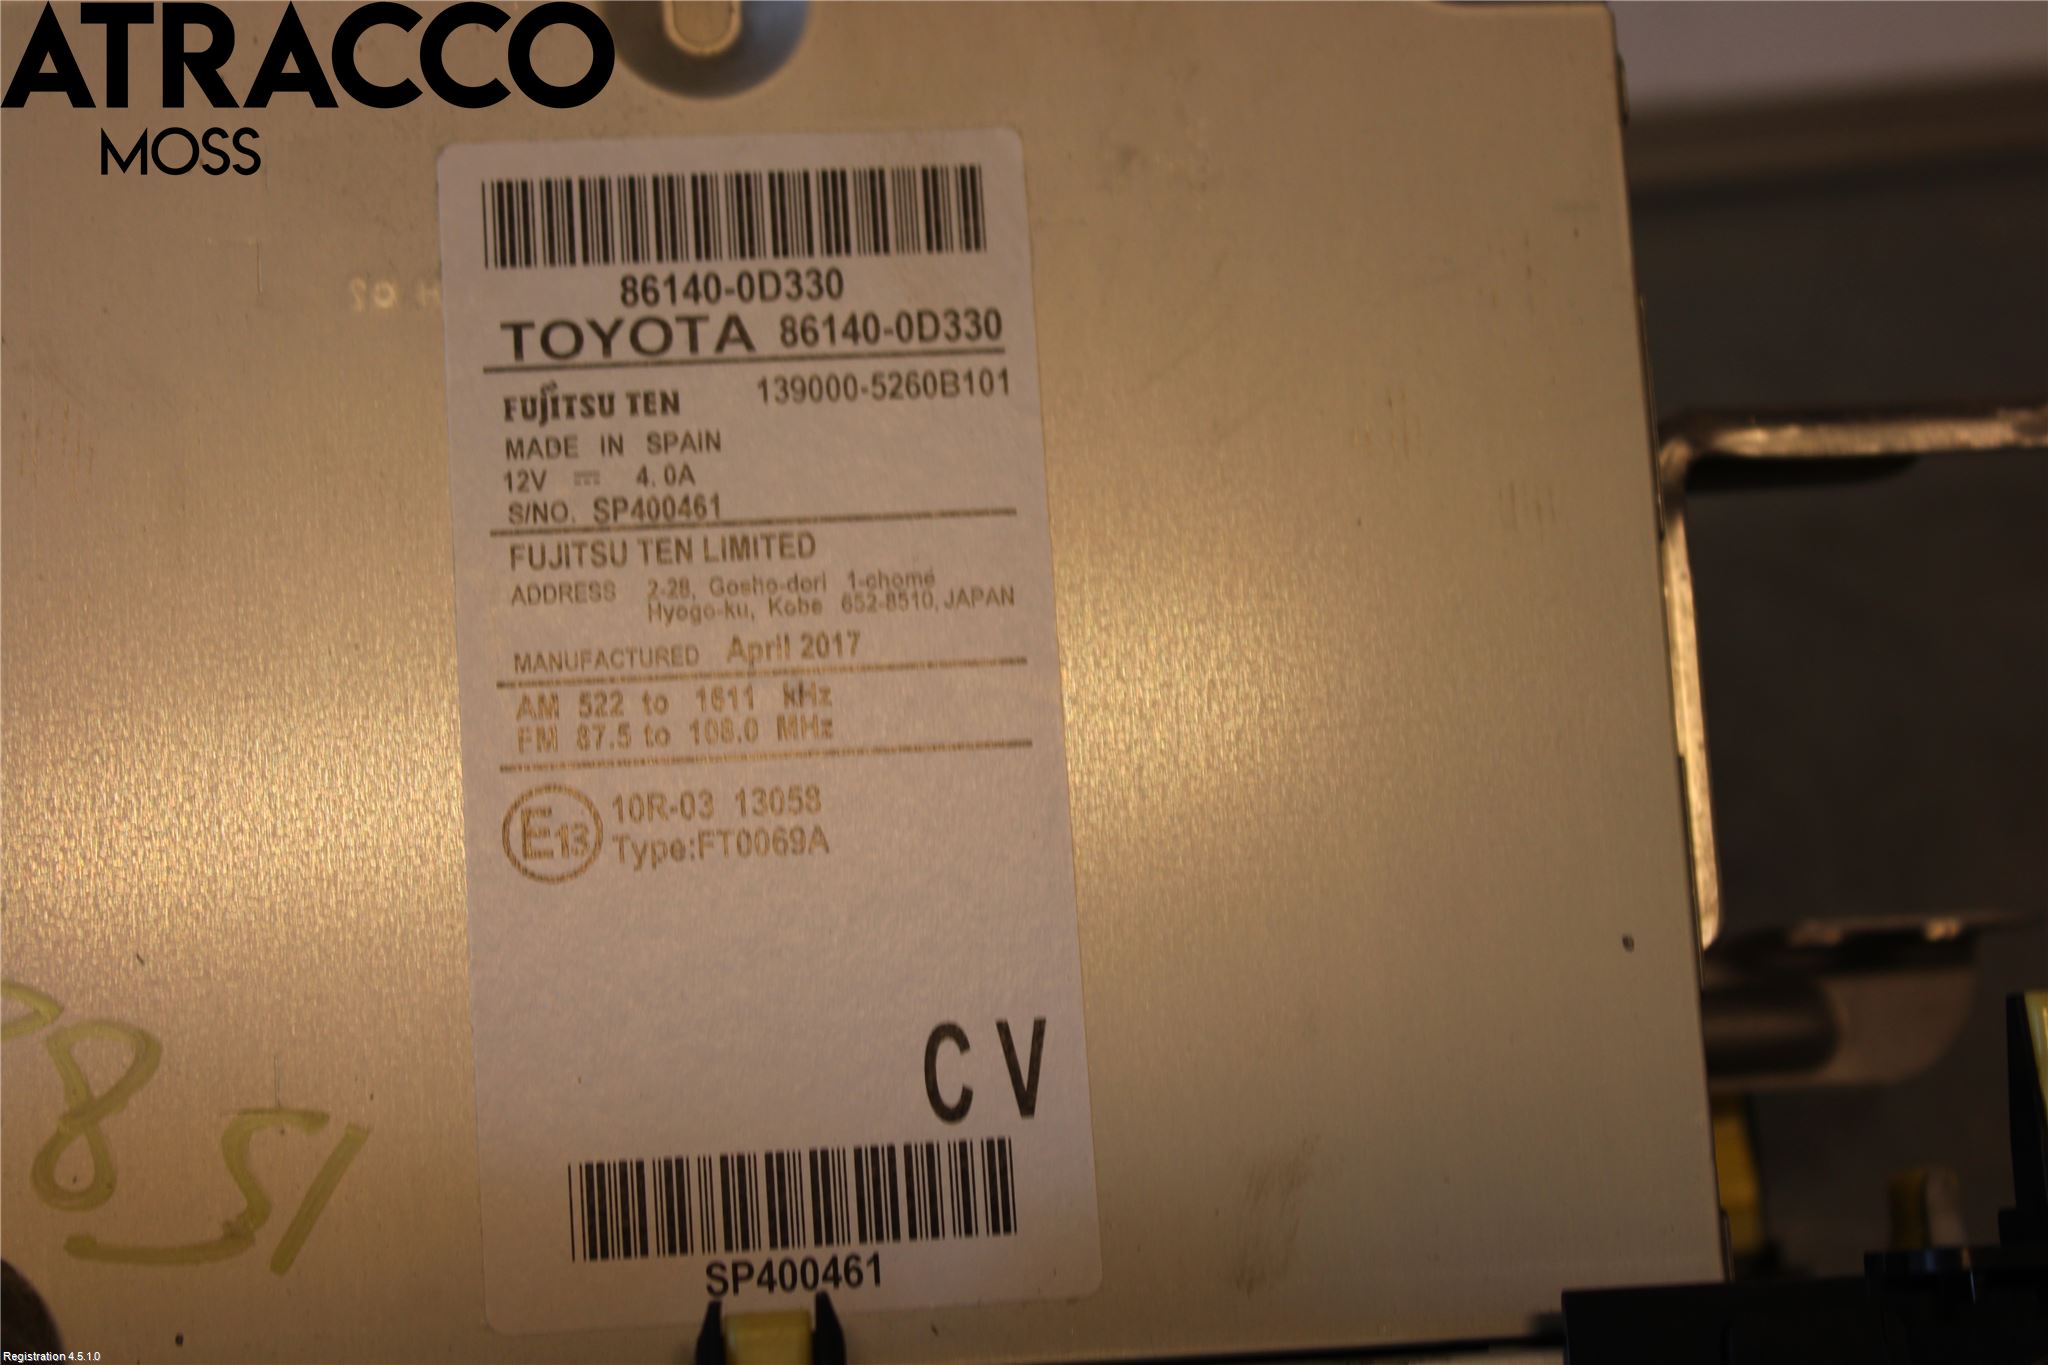 ATRACCO
MOSS
86140-0D330
TOYOTA 86140-0D330
FUJITSU TEN 139000-5260B101
MADE IN SPAIN
12V ⎓ 4.0A
S/NO. SP400461
FUJITSU TEN LIMITED
ADDRESS 2-28, Gosho-dori 1-chome
Hyogo-ku, Kobe 652-8510, JAPAN
MANUFACTURED April 2017
AM 522 to 1611 kHz
FM 87.5 to 108.0 MHz
E13 10R-03 13058
Type:FT0069A
CV
SP400461
Registration 4.5.1.0